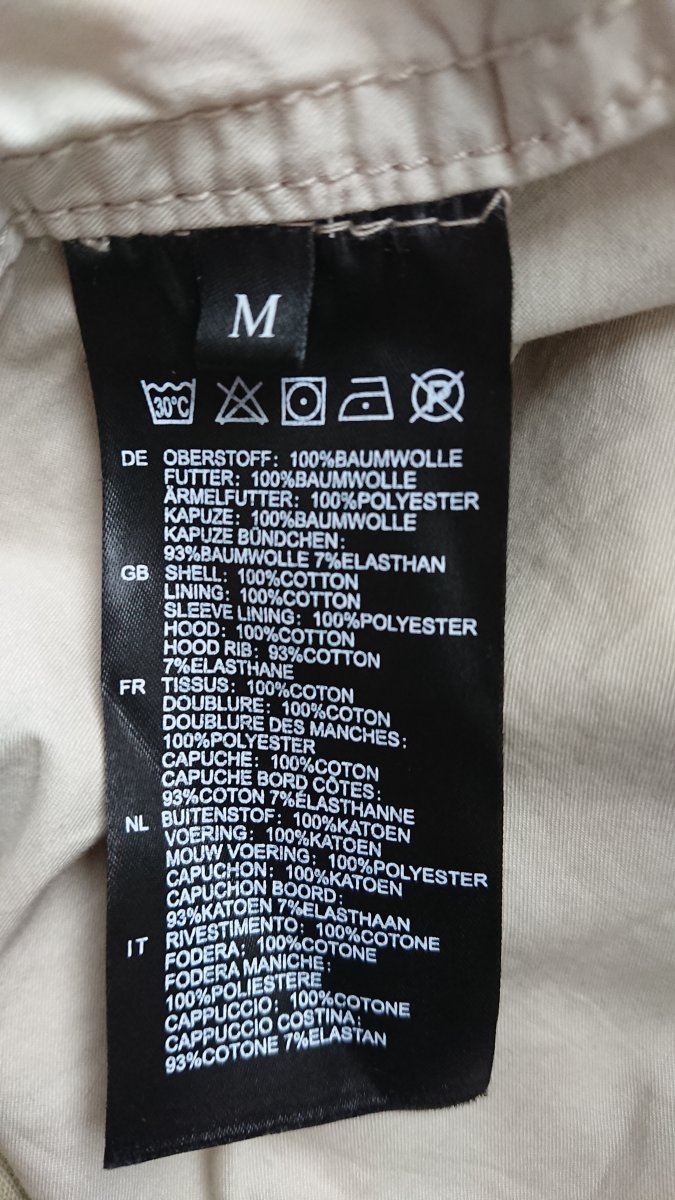 M
30°C P
DE OBERSTOFF: 100%BAUMWOLLE
FUTTER: 100%BAUMWOLLE
ÄRMELFUTTER: 100%POLYESTER
KAPUZE: 100%BAUMWOLLE
KAPUZE BÜNDCHEN:
93%BAUMWOLLE 7%ELASTHAN
GB SHELL: 100%COTTON
LINING: 100%COTTON
SLEEVE LINING: 100%POLYESTER
HOOD: 100%COTTON
HOOD RIB: 93%COTTON
7%ELASTHANE
FR TISSUS: 100%COTON
DOUBLURE: 100%COTON
DOUBLURE DES MANCHES:
100%POLYESTER
CAPUCHE: 100%COTON
CAPUCHE BORD CÔTES:
93%COTON 7%ÉLASTHANNE
NL BUITENSTOF: 100%KATOEN
VOERING: 100%KATOEN
MOUW VOERING: 100%POLYESTER
CAPUCHON: 100%KATOEN
CAPUCHON BOORD:
93%KATOEN 7%ELASTHAAN
IT RIVESTIMENTO: 100%COTONE
FODERA: 100%COTONE
FODERA MANICHE:
100%POLIESTERE
CAPPUCCIO: 100%COTONE
CAPPUCCIO COSTINA:
93%COTONE 7%ELASTAN